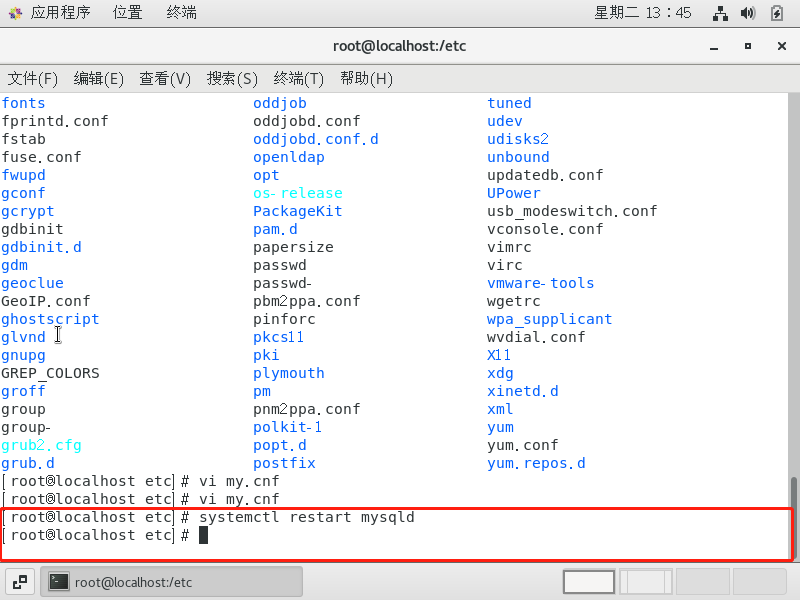 应用程序 位置 终端 星期二 13：45
root@localhost:/etc
文件(F) 编辑(E) 查看(V) 搜索(S) 终端(T) 帮助(H)
fonts oddjob tuned
fprintd.conf oddjobd.conf udev
fstab oddjobd.conf.d udisks2
fuse.conf openldap unbound
fwupd opt updatedb.conf
gconf os-release UPower
gcrypt PackageKit usb_modeswitch.conf
gdbinit pam.d vconsole.conf
gdbinit.d papersize vimrc
gdm passwd virc
geoclue passwd- vmware-tools
GeoIP.conf pbm2ppa.conf wgetrc
ghostscript pinforc wpa_supplicant
glvnd pkcs11 wvdial.conf
gnupg pki X11
GREP_COLORS plymouth xdg
groff pm xinetd.d
group pnm2ppa.conf xml
group- polkit-1 yum
grub2.cfg popt.d yum.conf
grub.d postfix yum.repos.d
[root@localhost etc]# vi my.cnf
[root@localhost etc]# vi my.cnf
[root@localhost etc]# systemctl restart mysqld
[root@localhost etc]#
root@localhost:/etc